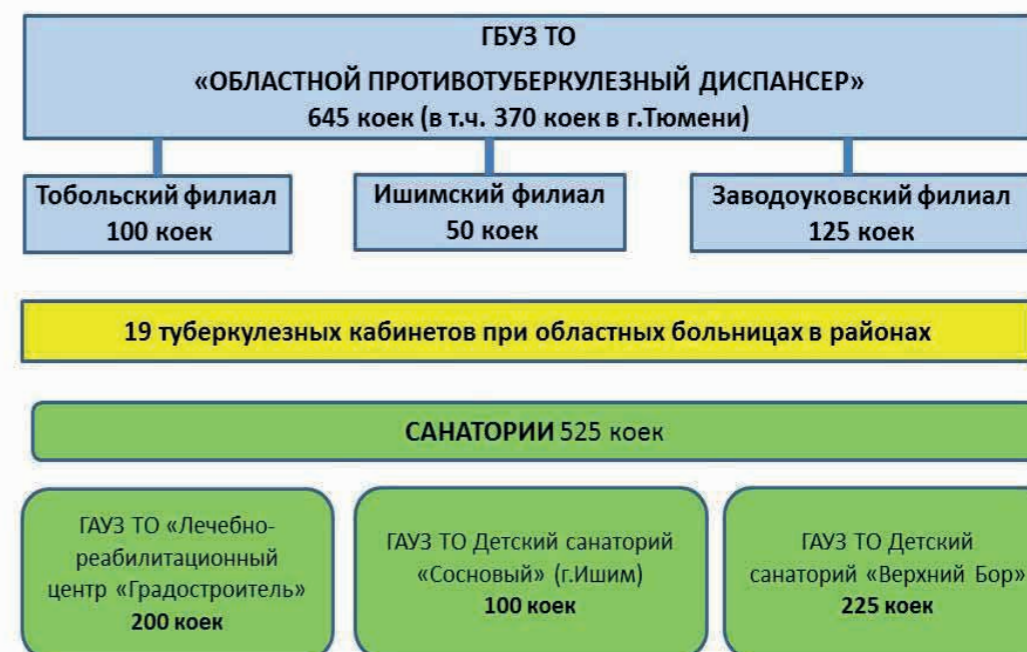 ГБУЗ ТО
«ОБЛАСТНОЙ ПРОТИВОТУБЕРКУЛЕЗНЫЙ ДИСПАНСЕР»
645 коек (в т.ч. 370 коек в г.Тюмени)
Тобольский филиал
100 коек
Ишимский филиал
50 коек
Заводоуковский филиал
125 коек
19 туберкулезных кабинетов при областных больницах в районах
САНАТОРИИ 525 коек
ГАУЗ ТО «Лечебно-
реабилитационный
центр «Градостроитель»
200 коек
ГАУЗ ТО Детский санаторий
«Сосновый» (г.Ишим)
100 коек
ГАУЗ ТО Детский
санаторий «Верхний Бор»
225 коек